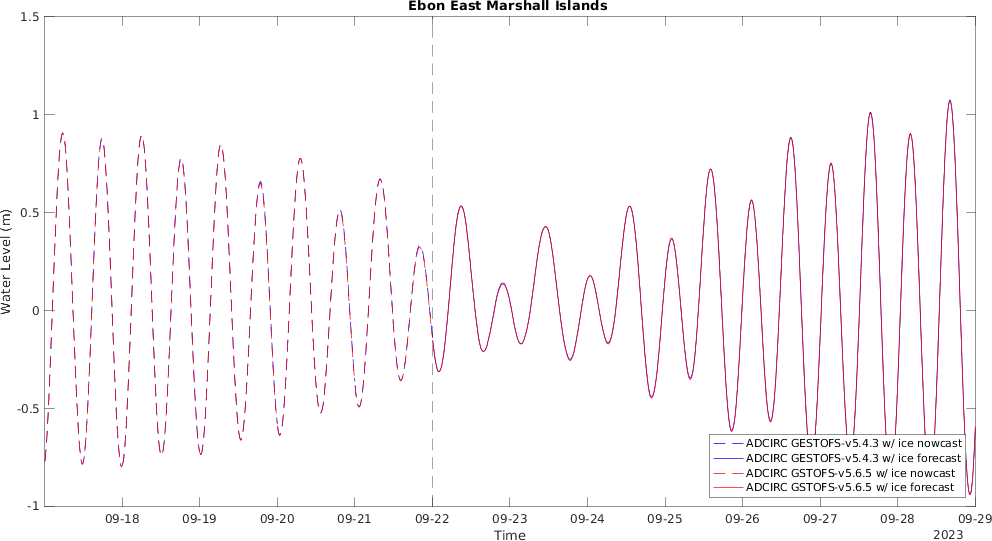 Ebon East Marshall Islands
1.5
1
0.5
0
-0.5
-1
Water Level (m)
ADCIRC GESTOFS-v5.4.3 w/ ice nowcast
ADCIRC GESTOFS-v5.4.3 w/ ice forecast
ADCIRC GSTOFS-v5.6.5 w/ ice nowcast
ADCIRC GSTOFS-v5.6.5 w/ ice forecast
09-18 09-19 09-20 09-21 09-22 09-23 09-24 09-25 09-26 09-27 09-28 09-29
Time
2023